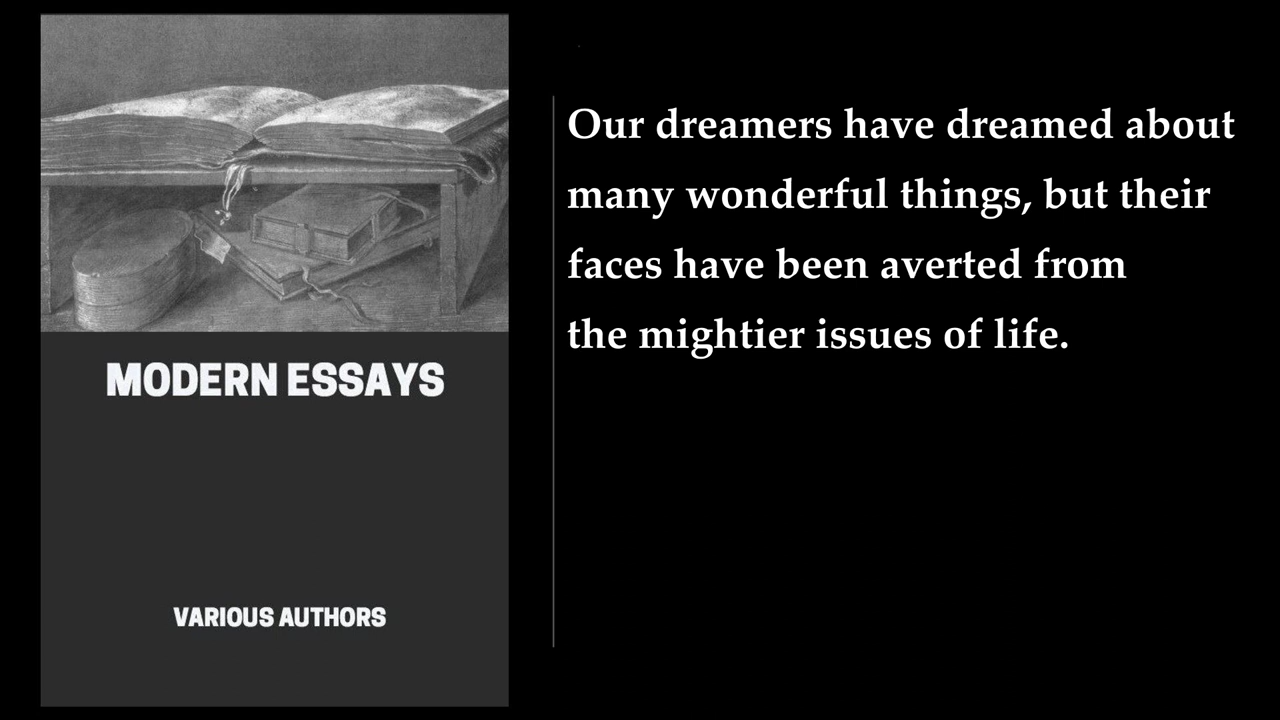 MODERN ESSAYS
VARIOUS AUTHORS
Our dreamers have dreamed about
many wonderful things, but their
faces have been averted from
the mightier issues of life.